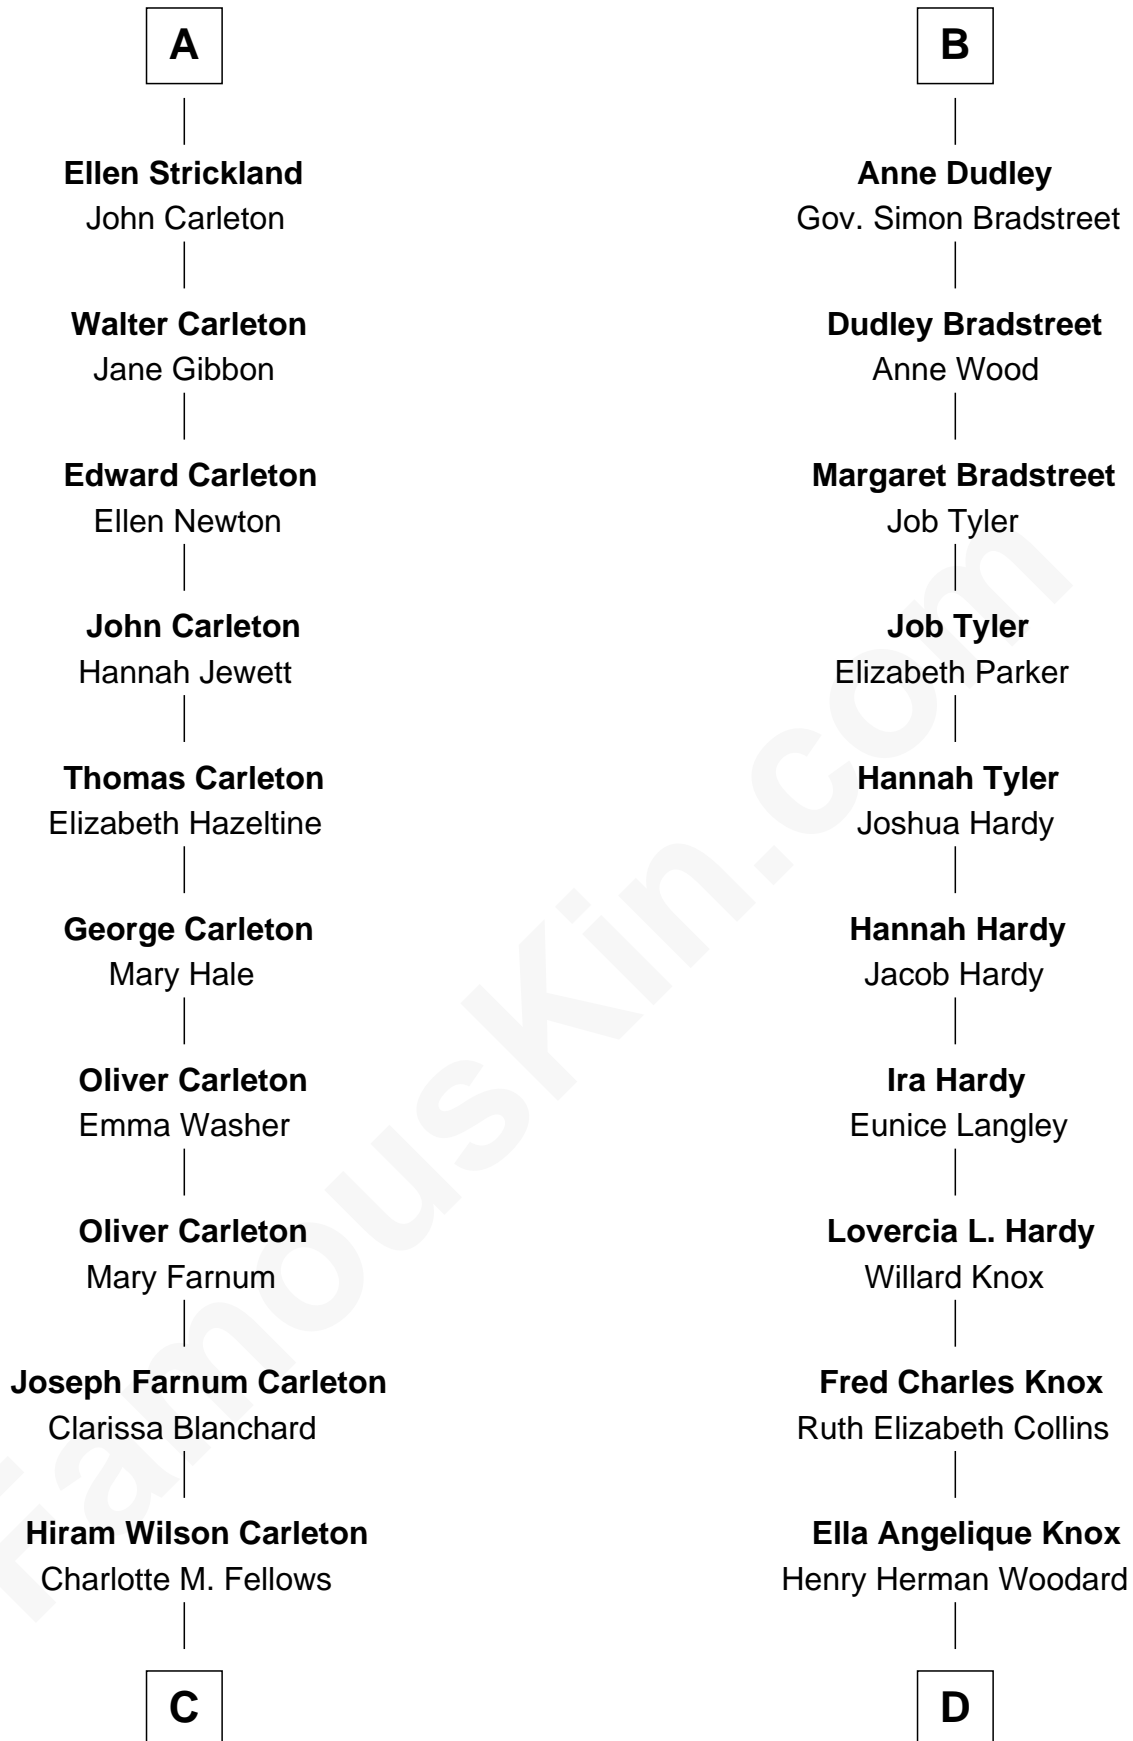 A
Ellen Strickland
John Carleton
Walter Carleton
Jane Gibbon
Edward Carleton
Ellen Newton
John Carleton
Hannah Jewett
Thomas Carleton
Elizabeth Hazeltine
George Carleton
Mary Hale
Oliver Carleton
Emma Washer
Oliver Carleton
Mary Farnum
Joseph Farnum Carleton
Clarissa Blanchard
Hiram Wilson Carleton
Charlotte M. Fellows
C
B
Anne Dudley
Gov. Simon Bradstreet
Dudley Bradstreet
Anne Wood
Margaret Bradstreet
Job Tyler
Job Tyler
Elizabeth Parker
Hannah Tyler
Joshua Hardy
Hannah Hardy
Jacob Hardy
Ira Hardy
Eunice Langley
Lovercia L. Hardy
Willard Knox
Fred Charles Knox
Ruth Elizabeth Collins
Ella Angelique Knox
Henry Herman Woodard
D
FamousKin.com